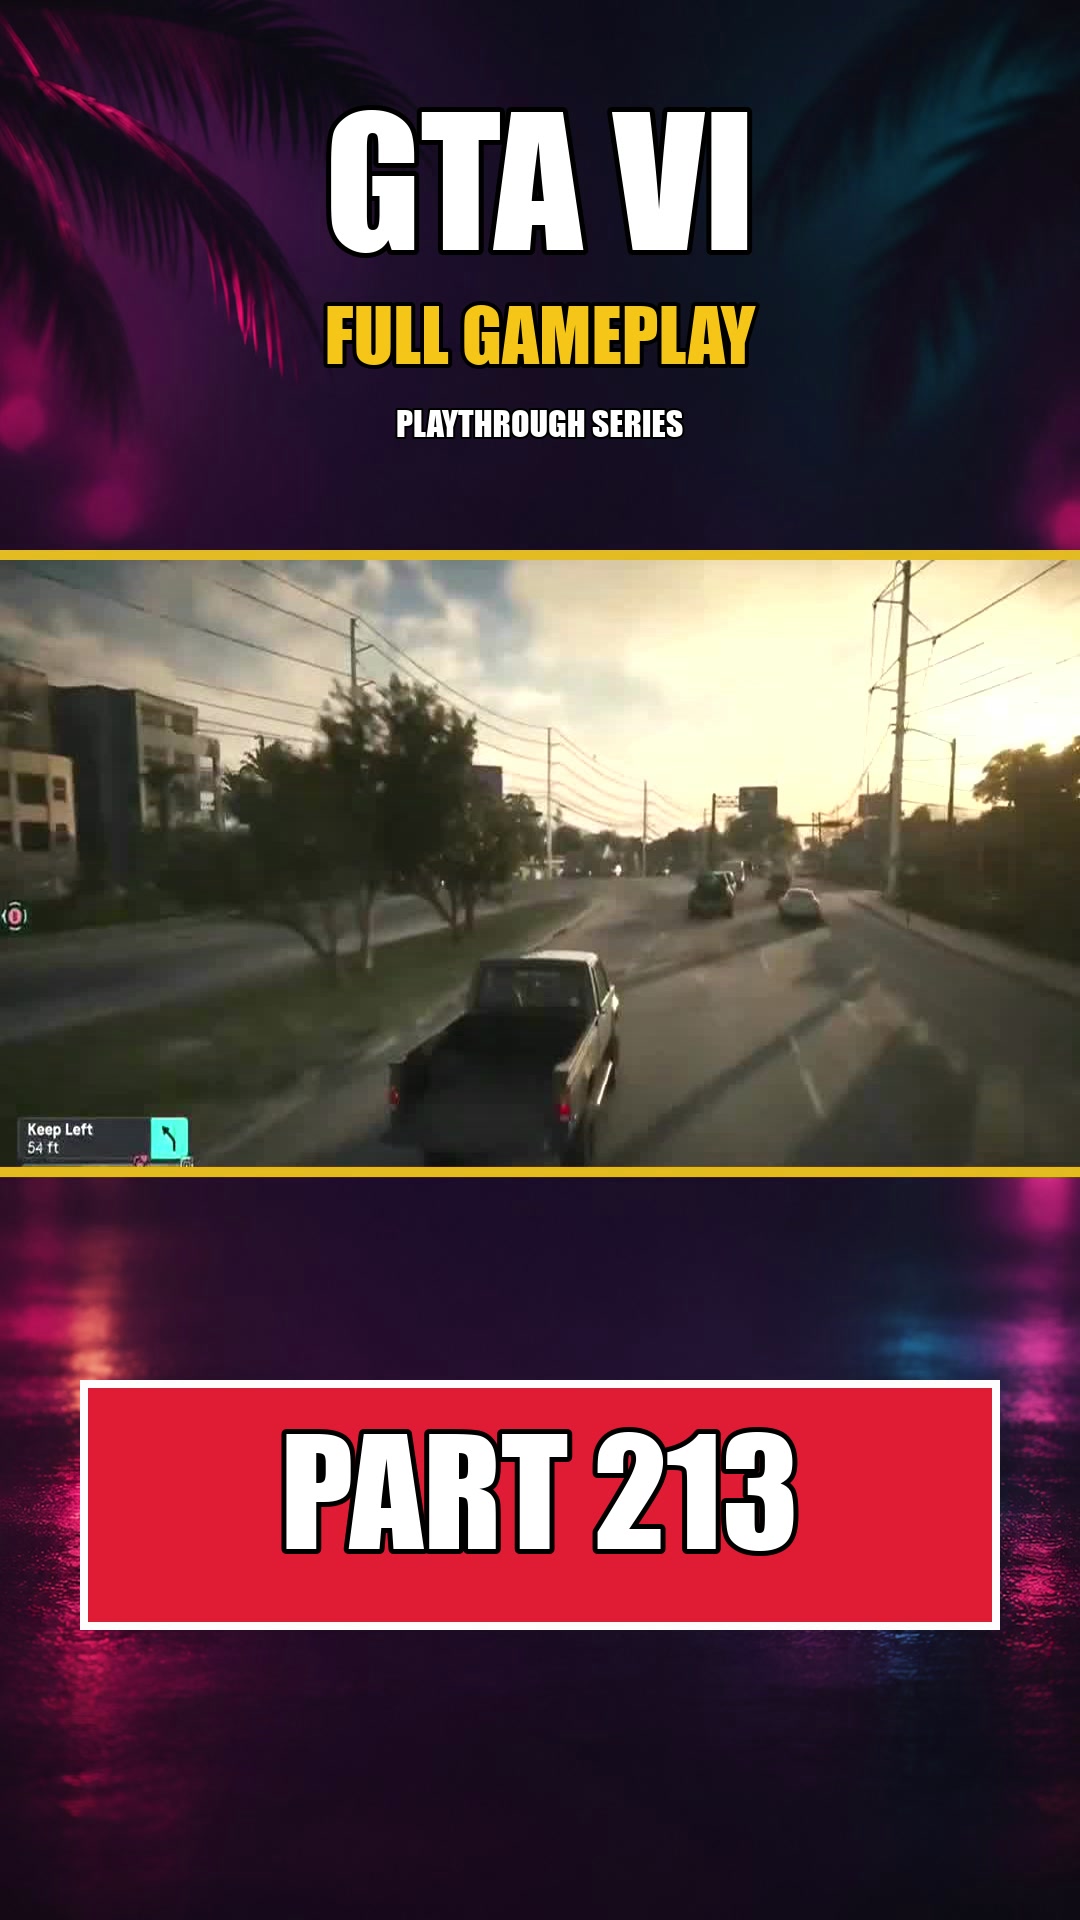 GTA VI
FULL GAMEPLAY
PLAYTHROUGH SERIES
Keep Left
54 ft
PART 213